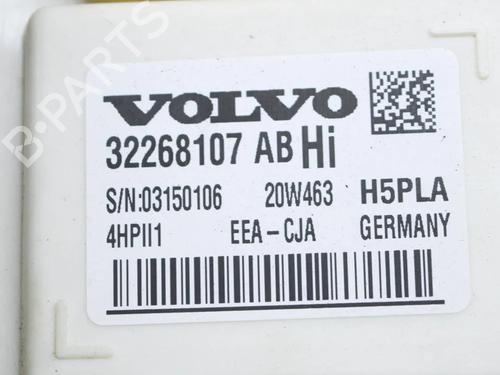 VOLVO
32268107 AB Hi
S/N:03150106 20W463 H5PLA
4HPII1 EEA-CJA GERMANY
B-PARTS